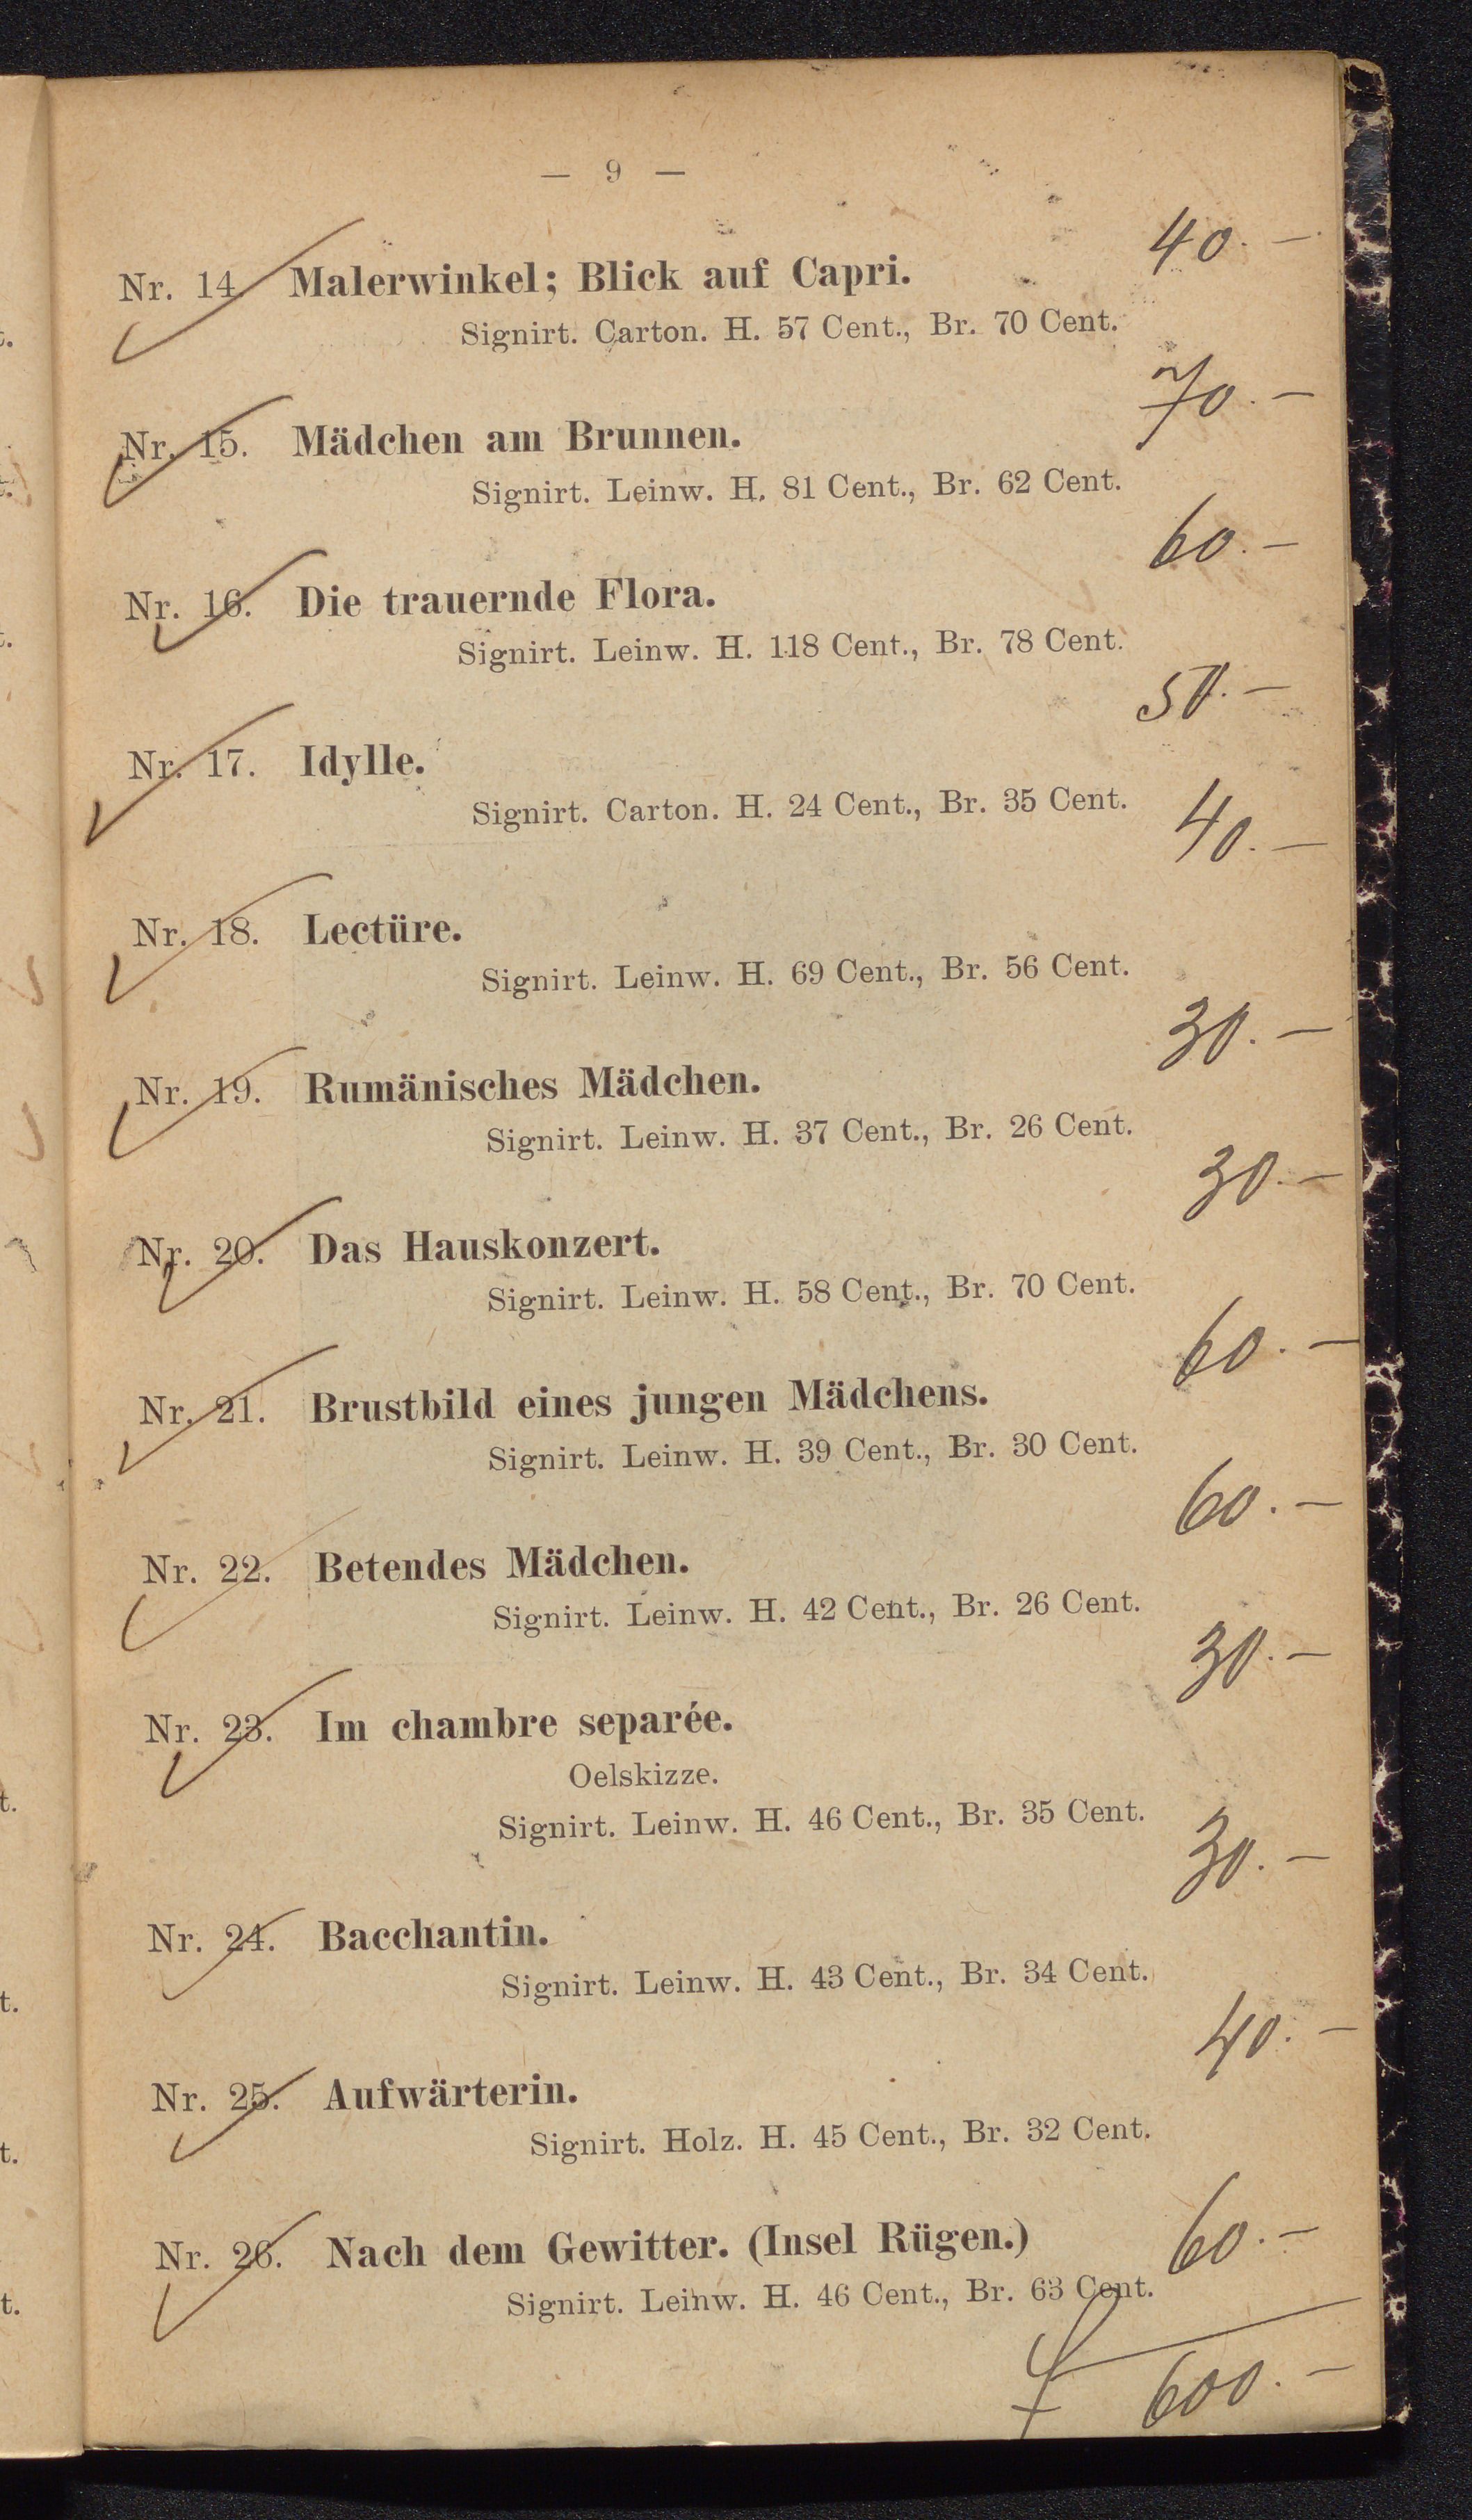 — 9 —
40.—
Nr. 14. Malerwinkel; Blick auf Capri.
Signirt. Carton. H. 57 Cent., Br. 70 Cent.
70.—
Nr. 15. Mädchen am Brunnen.
Signirt. Leinw. H. 81 Cent., Br. 62 Cent.
60.—
Nr. 16. Die trauernde Flora.
Signirt. Leinw. H. 118 Cent., Br. 78 Cent.
50.—
Nr. 17. Idylle.
Signirt. Carton. H. 24 Cent., Br. 35 Cent.
40.—
Nr. 18. Lectüre.
Signirt. Leinw. H. 69 Cent., Br. 56 Cent.
30.—
Nr. 19. Rumänisches Mädchen.
Signirt. Leinw. H. 37 Cent., Br. 26 Cent.
30.—
Nr. 20. Das Hauskonzert.
Signirt. Leinw. H. 58 Cent., Br. 70 Cent.
60.—
Nr. 21. Brustbild eines jungen Mädchens.
Signirt. Leinw. H. 39 Cent., Br. 30 Cent.
60.—
Nr. 22. Betendes Mädchen.
Signirt. Leinw. H. 42 Cent., Br. 26 Cent.
30.—
Nr. 23. Im chambre separée.
Oelskizze.
Signirt. Leinw. H. 46 Cent., Br. 35 Cent.
30.—
Nr. 24. Bacchantin.
Signirt. Leinw. H. 43 Cent., Br. 34 Cent.
40.—
Nr. 25. Aufwärterin.
Signirt. Holz. H. 45 Cent., Br. 32 Cent.
Nr. 26. Nach dem Gewitter. (Insel Rügen.) 60.—
Signirt. Leinw. H. 46 Cent., Br. 63 Cent.
600.—